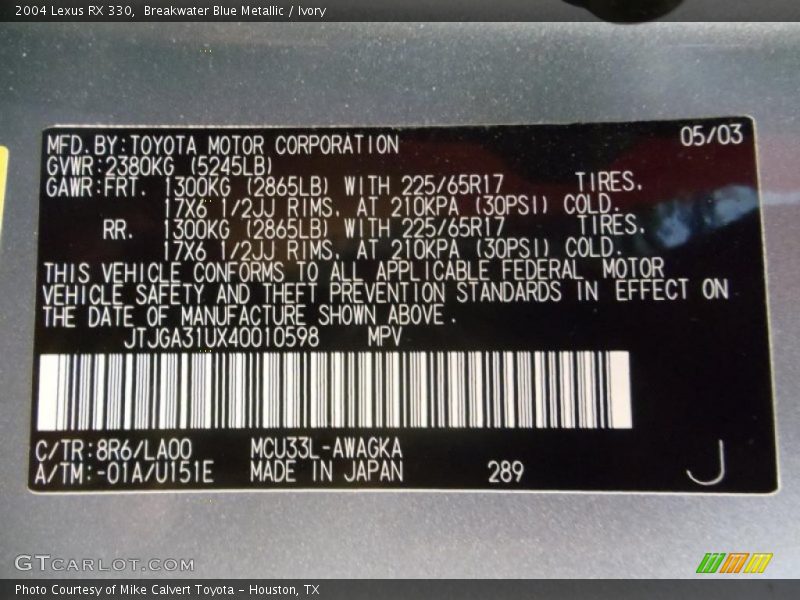 2004 Lexus RX 330,  Breakwater Blue Metallic / Ivory
MFD.BY:TOYOTA MOTOR CORPORATION 05/03
GVWR:2380KG (5245LB)
GAWR:FRT. 1300KG (2865LB) WITH 225/65R17 TIRES.
17X6 1/2JJ RIMS. AT 210KPA (30PSI) COLD.
RR. 1300KG (2865LB) WITH 225/65R17 TIRES.
17X6 1/2JJ RIMS. AT 210KPA (30PSI) COLD.
THIS VEHICLE CONFORMS TO ALL APPLICABLE FEDERAL MOTOR
VEHICLE SAFETY AND THEFT PREVENTION STANDARDS IN EFFECT ON
THE DATE OF MANUFACTURE SHOWN ABOVE.
JTJGA31UX40010598 MPV
C/TR:8R6/LA00 MCU33L-AWAGKA
A/TM:-01A/U151E MADE IN JAPAN 289 J
GTCARLOT.COM
Photo Courtesy of Mike Calvert Toyota - Houston, TX